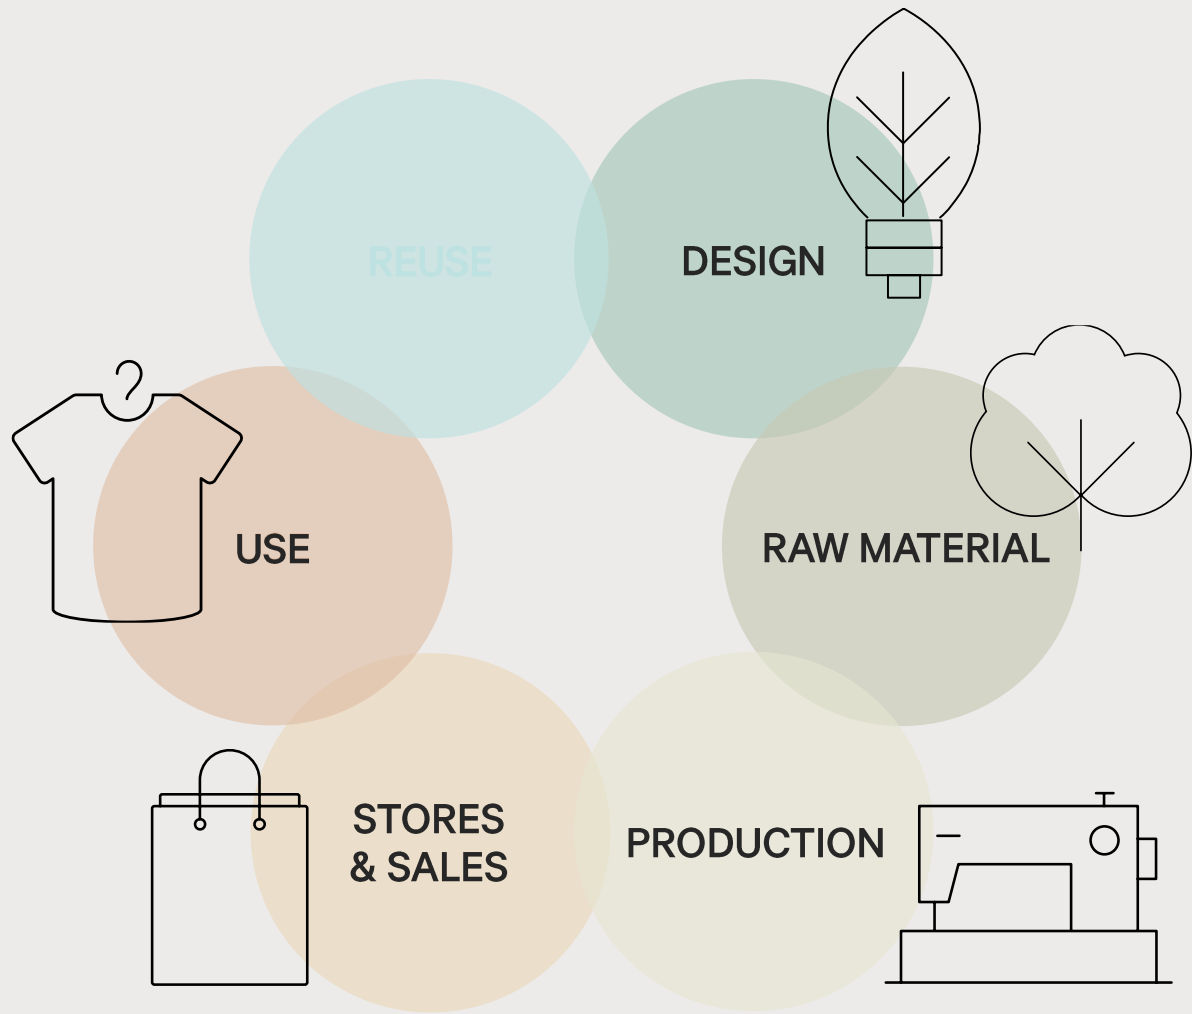 REUSE
DESIGN
USE
RAW MATERIAL
STORES
& SALES
PRODUCTION